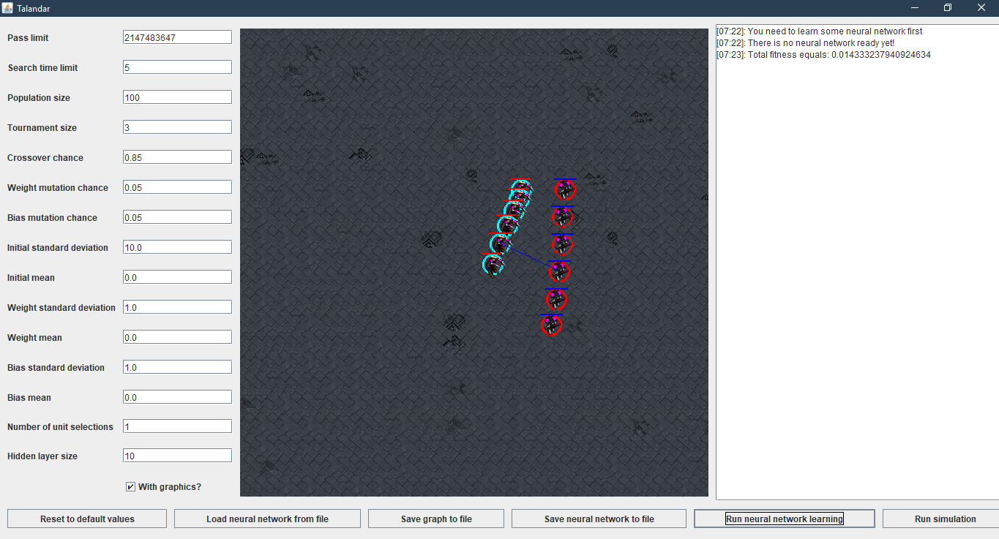 Talandar
Pass limit
2147483647
Search time limit
5
Population size
100
Tournament size
3
Crossover chance
0.85
Weight mutation chance
0.05
Bias mutation chance
0.05
Initial standard deviation
10.0
Initial mean
0.0
Weight standard deviation
1.0
Weight mean
0.0
Bias standard deviation
1.0
Bias mean
0.0
Number of unit selections
1
Hidden layer size
10
With graphics?
[07:22]: You need to learn some neural network first
[07:22]: There is no neural network ready yet!
[07:23]: Total fitness equals: 0.014333237940924634
Reset to default values
Load neural network from file
Save graph to file
Save neural network to file
Run neural network learning
Run simulation